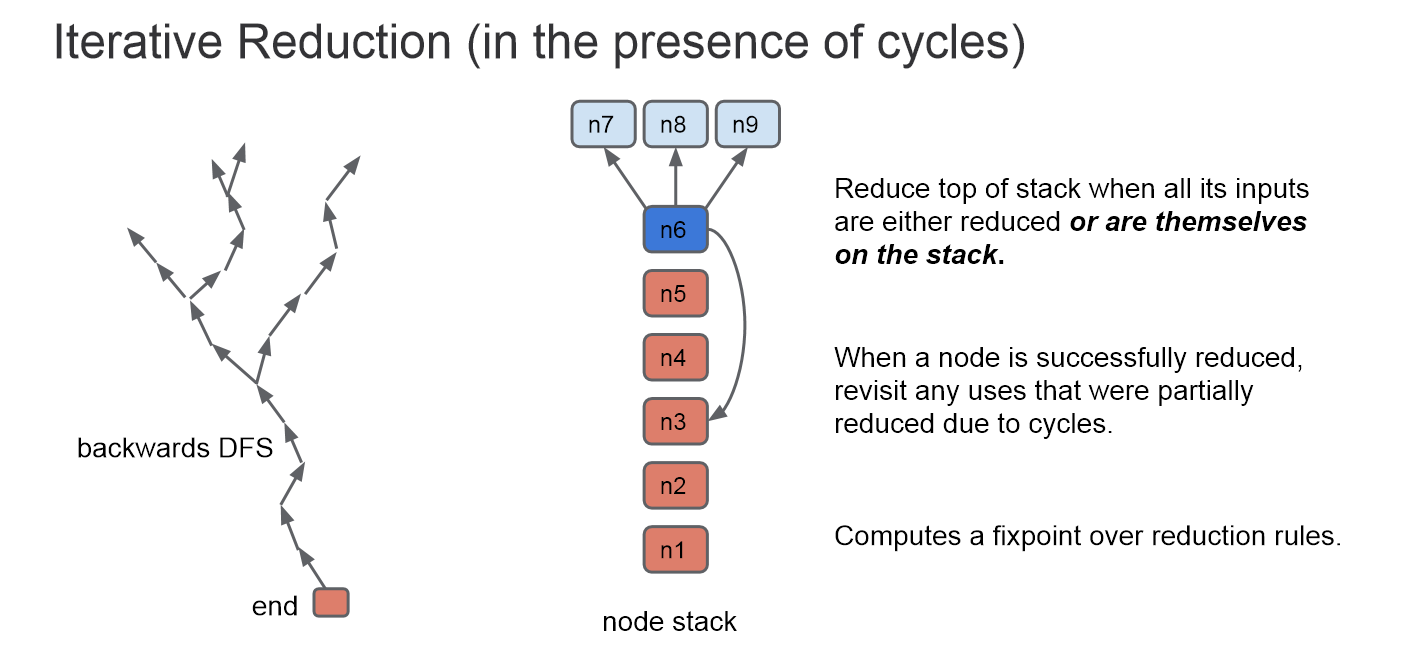 Iterative Reduction (in the presence of cycles)
n7
n8
n9
n6
n5
n4
n3
n2
n1
node stack
backwards DFS
end
Reduce top of stack when all its inputs
are either reduced or are themselves
on the stack.
When a node is successfully reduced,
revisit any uses that were partially
reduced due to cycles.
Computes a fixpoint over reduction rules.